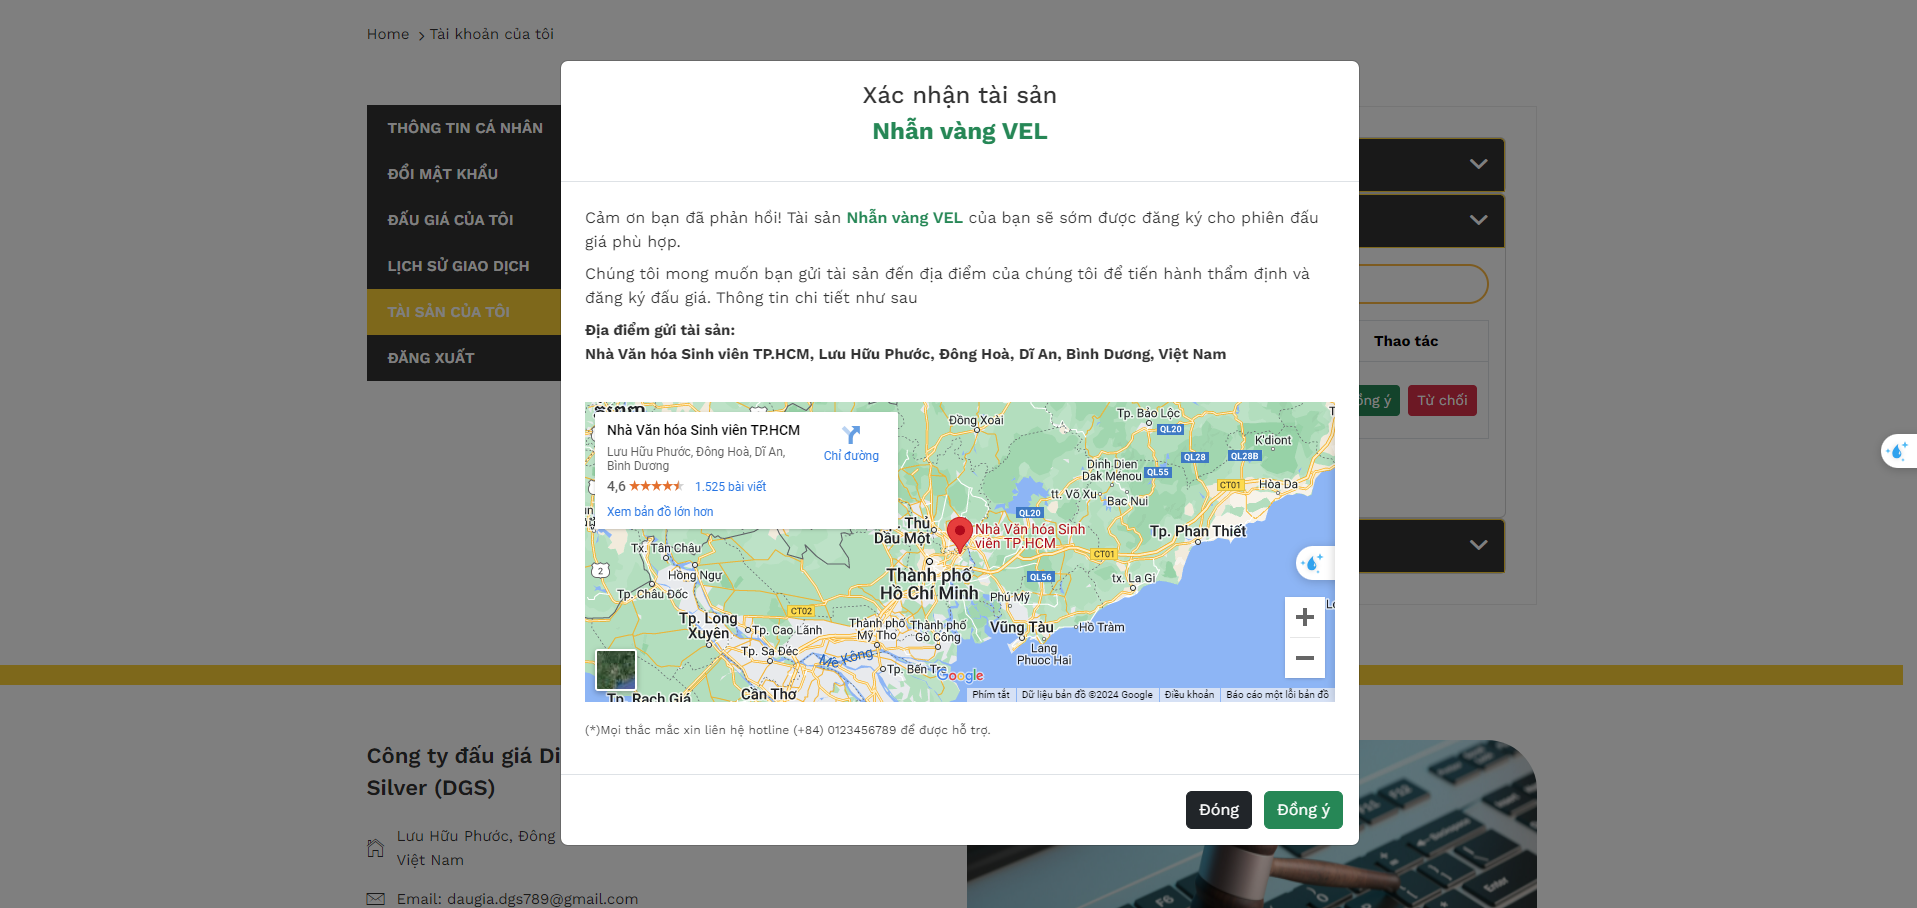 Home > Tài khoản của tôi
THÔNG TIN CÁ NHÂN
ĐỔI MẬT KHẨU
ĐẤU GIÁ CỦA TÔI
LỊCH SỬ GIAO DỊCH
TÀI SẢN CỦA TÔI
ĐĂNG XUẤT
Xác nhận tài sản
Nhẫn vàng VEL
Cảm ơn bạn đã phản hồi! Tài sản Nhẫn vàng VEL của bạn sẽ sớm được đăng ký cho phiên đấu
giá phù hợp.
Chúng tôi mong muốn bạn gửi tài sản đến địa điểm của chúng tôi để tiến hành thẩm định và
đăng ký đấu giá. Thông tin chi tiết như sau
Địa điểm gửi tài sản:
Nhà Văn hóa Sinh viên TP.HCM, Lưu Hữu Phước, Đông Hoà, Dĩ An, Bình Dương, Việt Nam
Thao tác
ng ý
Từ chối
Nhà Văn hóa Sinh viên TP.HCM
Lưu Hữu Phước, Đông Hoà, Dĩ An,
Bình Dương
4,6
1.525 bài viết
Xem bản đồ lớn hơn
Chỉ đường
Đồng Xoài
Tp. Bảo Lộc
QL20
K'diont
QL28
QL28B
Dinh Dien
Dak Ménou
QL55
CT01
Hòa Da
tt. Võ Xu
Bac Nui
QL20
Thủ
Dầu Một
Nhà Văn hóa Sinh
viên TP.HCM
Tp. Phan Thiết
Tx. Tân Châu
CT01
2
Hồng Ngự
Thành phố
Hồ Chí Minh
QL56
tx. La Gi
Tp. Châu Đốc
Phú Mỹ
CT02
Tp. Long
Xuyên
Tp. Cao Lãnh
Thành phố
Mỹ Tho
Thành phố
Gò Công
Vũng Tàu
Hồ Tràm
Tp. Sa Đéc
Mê Kông
Lang
Phuoc Hai
Tp. Bến Tre
Google
Tp. Rạch Giá
Cần Thơ
Phím tắt
Dữ liệu bản đồ ©2024 Google
Điều khoản
Báo cáo một lỗi bản đồ
(*)Mọi thắc mắc xin liên hệ hotline (+84) 0123456789 để được hỗ trợ.
Đóng
Đồng ý
Công ty đấu giá Di
Silver (DGS)
Lưu Hữu Phước, Đông
Việt Nam
Email: daugia.dgs789@gmail.com
F6
Enter